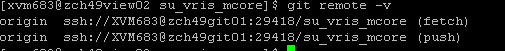 [xvm683@zch49view02 su_vris_mcore]$ git remote -v
origin  ssh://XVM683@zch49git01:29418/su_vris_mcore (fetch)
origin  ssh://XVM683@zch49git01:29418/su_vris_mcore (push)